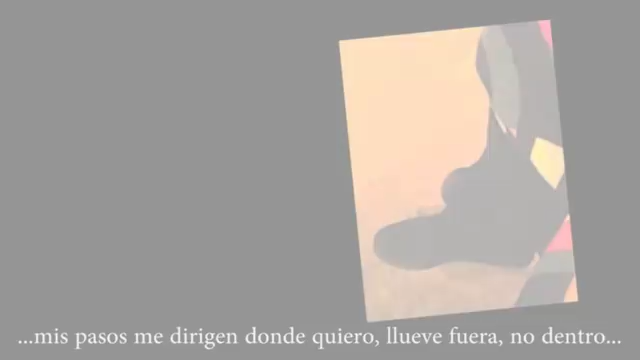 ...mis pasos me dirigen donde quiero, llueve fuera, no dentro...